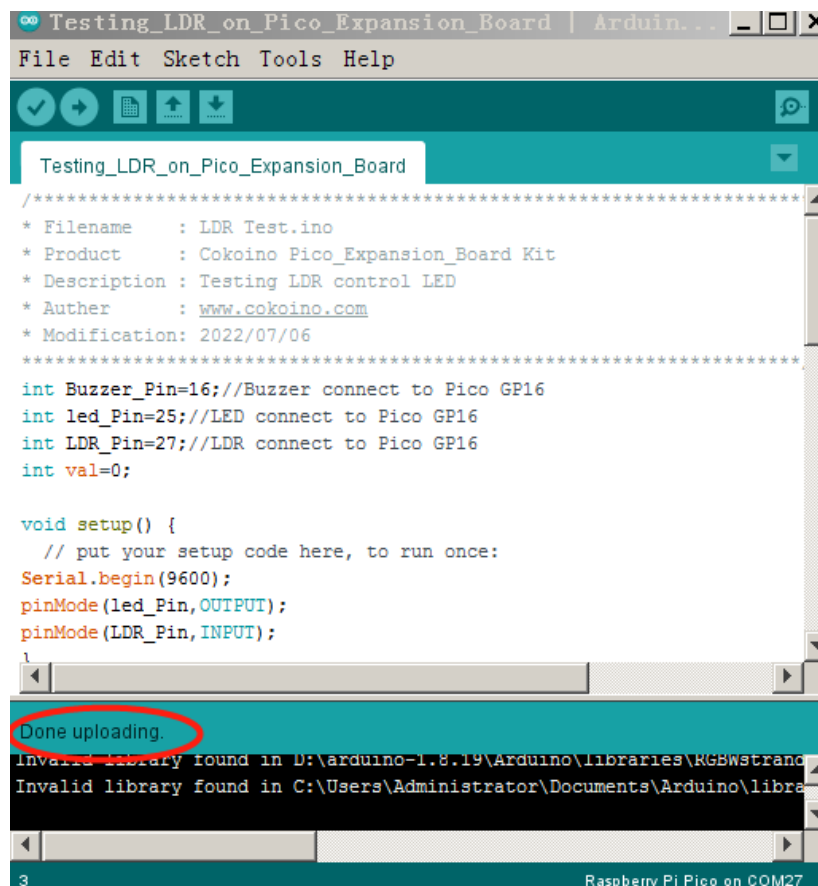 Testing_LDR_on_Pico_Expansion_Board | Arduin...
File Edit Sketch Tools Help
Testing_LDR_on_Pico_Expansion_Board
/**********************************************************************
* Filename    : LDR Test.ino
* Product     : Cokoino Pico_Expansion_Board Kit
* Description : Testing LDR control LED
* Auther      : www.cokoino.com
* Modification: 2022/07/06
**********************************************************************
int Buzzer_Pin=16;//Buzzer connect to Pico GP16
int led_Pin=25;//LED connect to Pico GP16
int LDR_Pin=27;//LDR connect to Pico GP16
int val=0;
void setup() {
  // put your setup code here, to run once:
Serial.begin(9600);
pinMode(led_Pin,OUTPUT);
pinMode(LDR_Pin,INPUT);
}
Done uploading.
Invalid library found in D:\arduino-1.8.19\Arduino\libraries\RGBWstrand
Invalid library found in C:\Users\Administrator\Documents\Arduino\libra
3
Raspberry Pi Pico on COM27